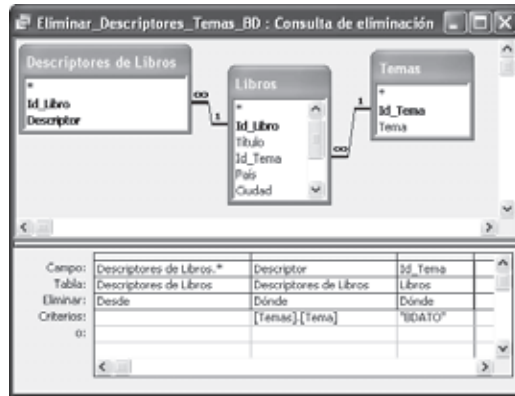 Eliminar_Descriptores_Temas_BD : Consulta de eliminación
Descriptores de Libros
*
Id_Libro
Descriptor
∞
1
Libros
*
Id_Libro
Título
Id_Tema
País
Ciudad
1
∞
Temas
*
Id_Tema
Tema
Campo: Descriptores de Libros.* Descriptor Id_Tema
Tabla: Descriptores de Libros Descriptores de Libros Libros
Eliminar: Desde Dónde Dónde
Criterios: [Temas].[Tema] "BDATO"
o: